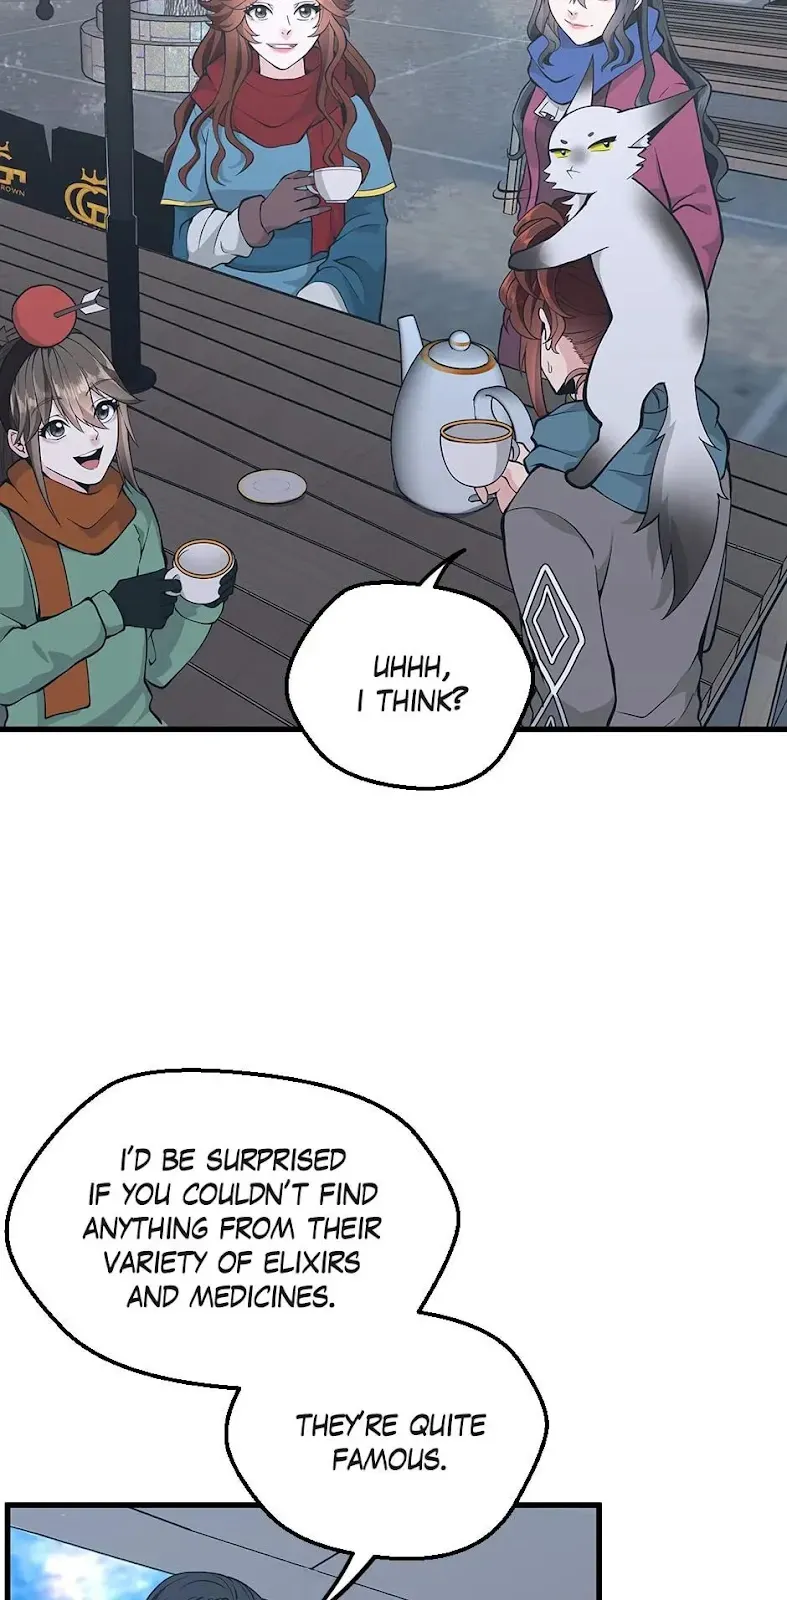 G
ROWN
UHHH,
I THINK?
I'D BE SURPRISED
IF YOU COULDN'T FIND
ANYTHING FROM THEIR
VARIETY OF ELIXIRS
AND MEDICINES.
THEY'RE QUITE
FAMOUS.